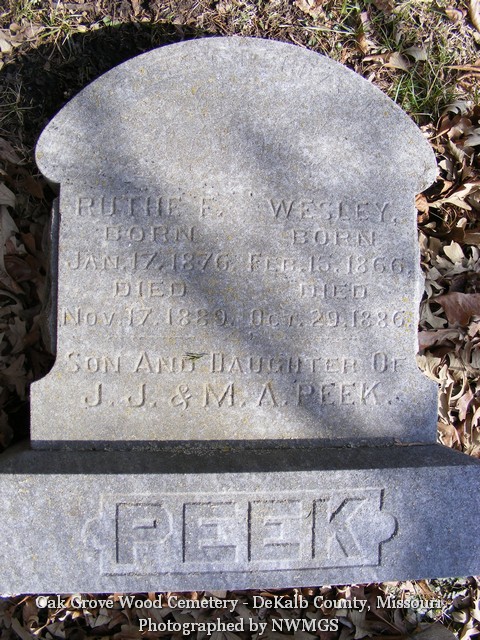 RUTHE F. WESLEY,
BORN BORN
JAN. 17, 1876. FEB. 15, 1866.
DIED DIED
NOV. 17. 1889. OCT. 29. 1886.
SON AND DAUGHTER OF
J. J. & M. A. PEEK.
PEEK
Oak Grove Wood Cemetery - DeKalb County, Missouri
Photographed by NWMGS